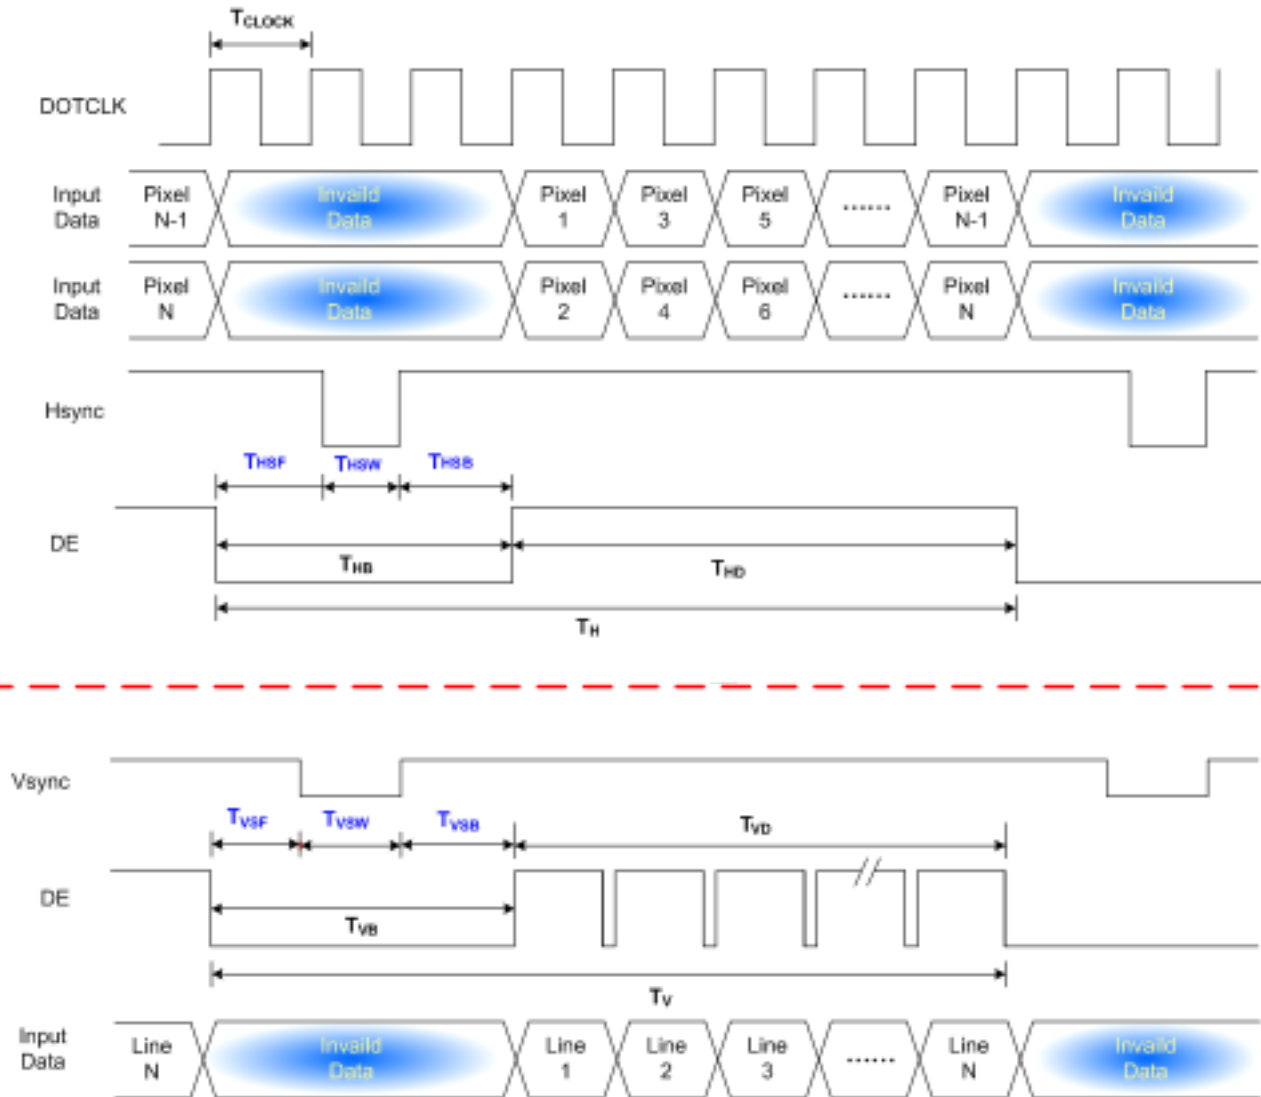 TCLOCK
DOTCLK
Input Data
Pixel N-1
Invaild Data
Pixel 1
Pixel 3
Pixel 5
......
Pixel N-1
Invaild Data
Input Data
Pixel N
Invaild Data
Pixel 2
Pixel 4
Pixel 6
......
Pixel N
Invaild Data
Hsync
THSF
THSW
THSB
DE
THB
THD
TH
Vsync
TVSF
TVSW
TVSB
TVD
DE
//
TVB
TV
Input Data
Line N
Invaild Data
Line 1
Line 2
Line 3
......
Line N
Invaild Data